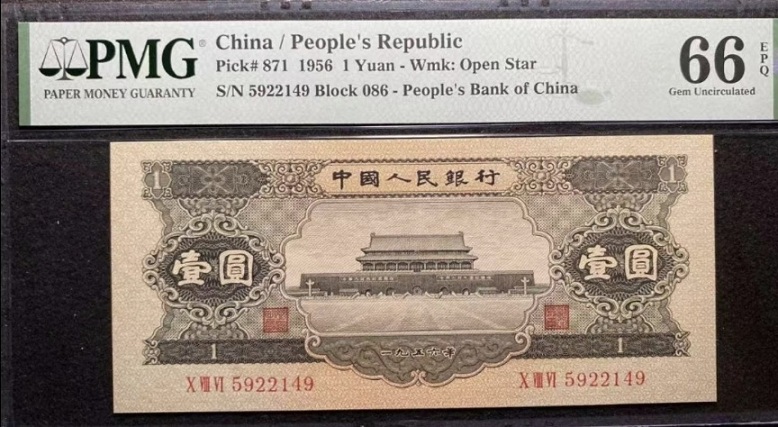 PMG
PAPER MONEY GUARANTY
China / People's Republic
Pick# 871 1956 1 Yuan - Wmk: Open Star
S/N 5922149 Block 086 - People's Bank of China
66 EPQ
Gem Uncirculated
1 中國人民銀行 1
壹圓 壹圓
1 一九五六年 1
X VIII VI 5922149 X VIII VI 5922149